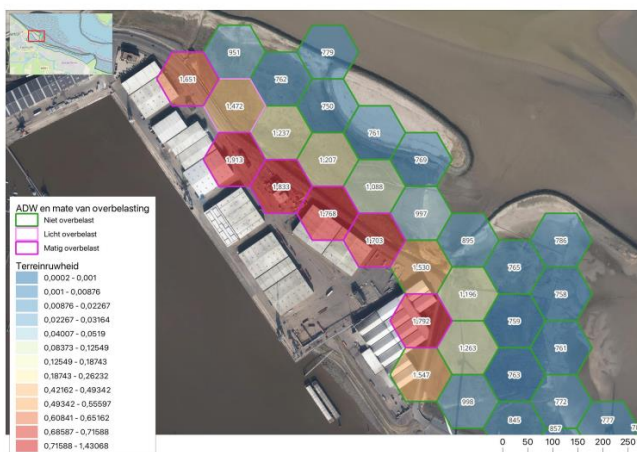 951
779
1,651
762
1,472
750
1,237
761
1,913
1,207
769
1,833
1,088
1,768
997
1,703
895
786
1,530
765
1,196
758
1,792
759
1,263
761
1,547
763
998
772
845
777
857
ADW en mate van overbelasting
Niet overbelast
Licht overbelast
Matig overbelast
Terreinruwheid
0,0002 - 0,001
0,001 - 0,00876
0,00876 - 0,02267
0,02267 - 0,03164
0,04007 - 0,0519
0,08373 - 0,12549
0,12549 - 0,18743
0,18743 - 0,26232
0,42162 - 0,49342
0,49342 - 0,55597
0,60841 - 0,65162
0,68587 - 0,71588
0,71588 - 1,43068
0 50 100 150 200 250